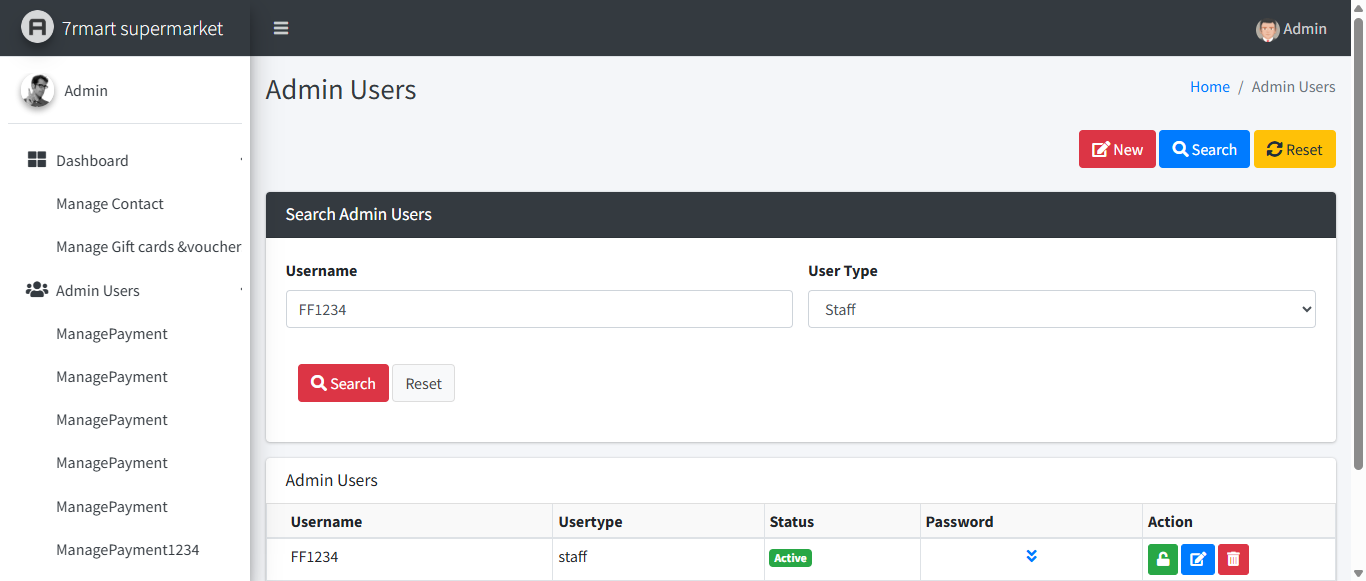 7rmart supermarket
Admin
Admin
Admin Users
Home / Admin Users
Dashboard
Manage Contact
Manage Gift cards &voucher
Admin Users
ManagePayment
ManagePayment
ManagePayment
ManagePayment
ManagePayment
ManagePayment1234
New Search Reset
Search Admin Users
Username User Type
FF1234 Staff
Search Reset
Admin Users
Username Usertype Status Password Action
FF1234 staff Active